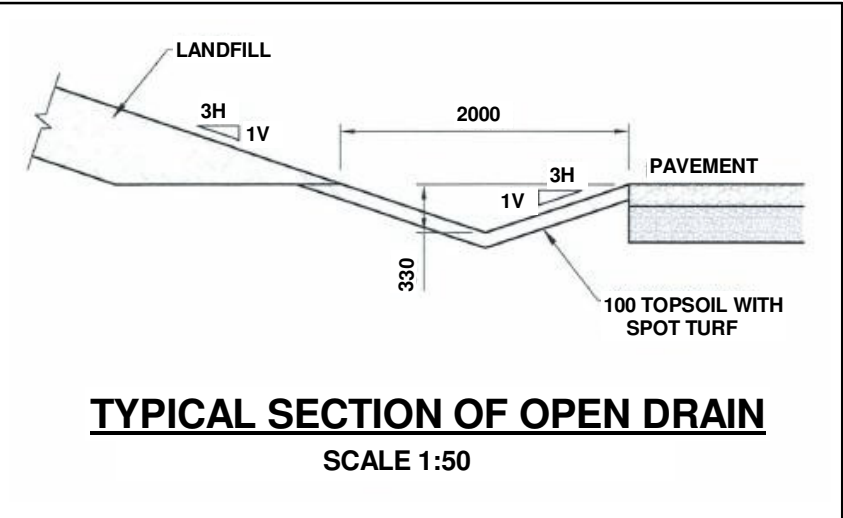 LANDFILL
3H
1V
2000
3H
1V
PAVEMENT
330
100 TOPSOIL WITH
SPOT TURF
TYPICAL SECTION OF OPEN DRAIN
SCALE 1:50